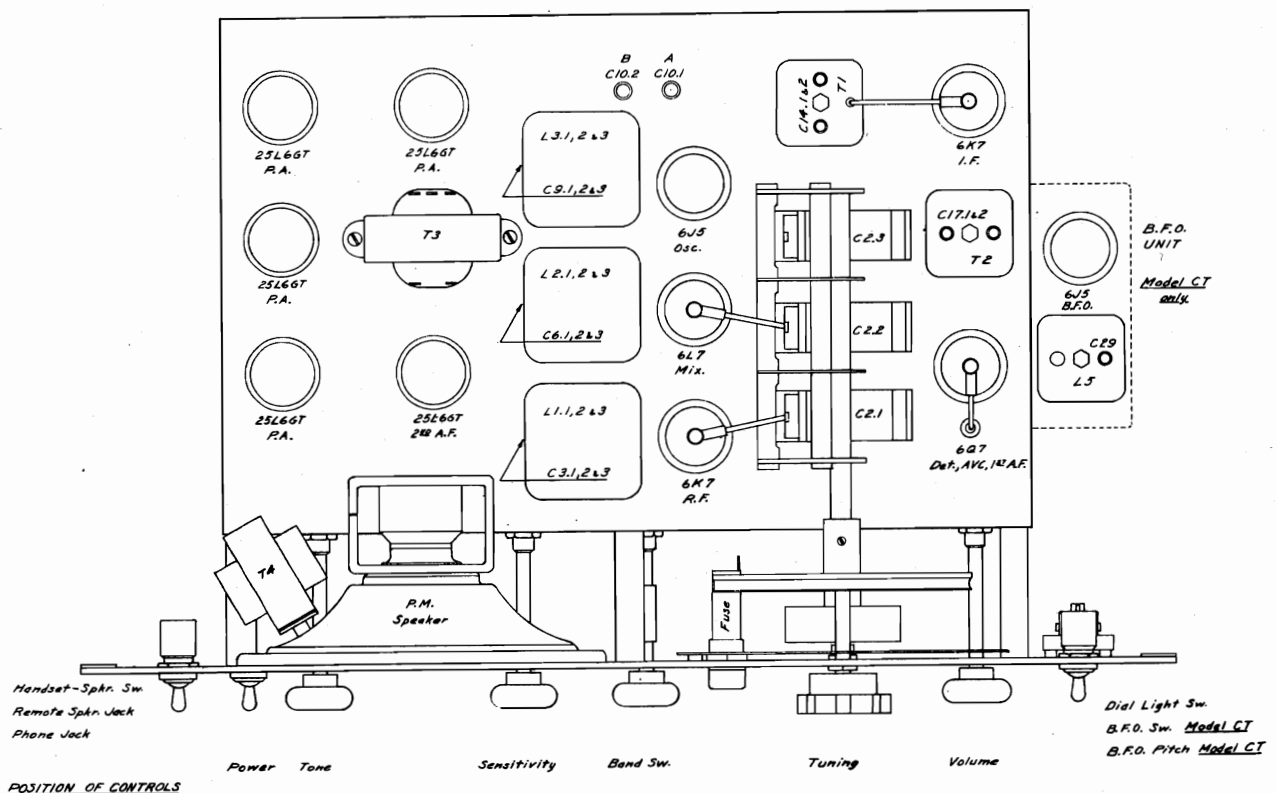 B
C10.2
A
C10.1
C14.1&2
T1
6K7
I.F.
25L6GT
P.A.
25L6GT
P.A.
L3.1, 2 & 3
C9.1, 2 & 3
6J5
Osc.
C17.1&2
T2
B.F.O.
UNIT
Model CT
only
6J5
B.F.O.
T3
25L6GT
P.A.
L2.1, 2 & 3
C6.1, 2 & 3
6L7
Mix.
C2.3
C2.2
C2.1
C29
L5
25L6GT
P.A.
25L6GT
2ND A.F.
L1.1, 2 & 3
C3.1, 2 & 3
6K7
R.F.
6Q7
Det., AVC, 1ST A.F.
T4
P.M.
Speaker
Fuse
Handset-Spkr. Sw.
Remote Spkr. Jack
Phone Jack
Dial Light Sw.
B.F.O. Sw. Model CT
B.F.O. Pitch Model CT
Power Tone Sensitivity Band Sw. Tuning Volume
POSITION OF CONTROLS